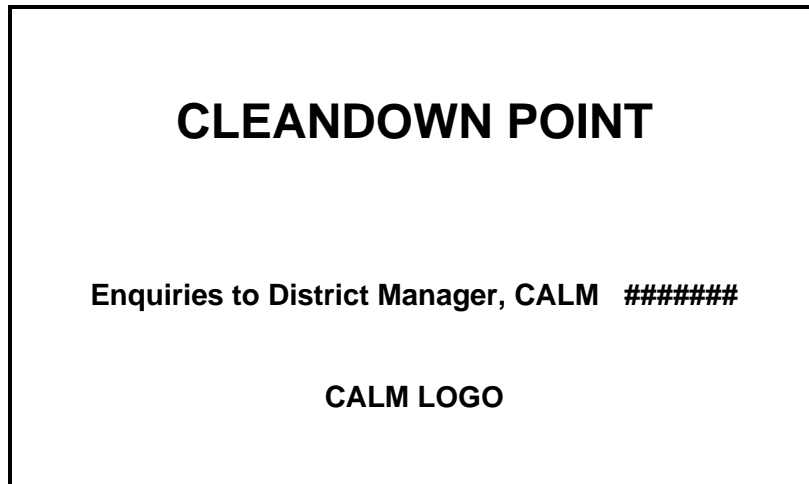 CLEANDOWN POINT
Enquiries to District Manager, CALM #######
CALM LOGO